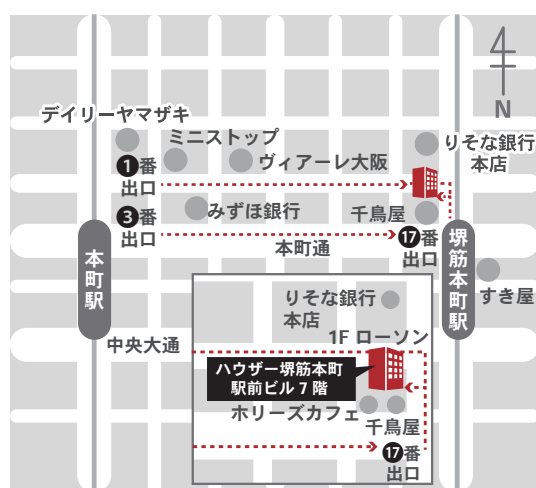 N
デイリーヤマザキ
ミニストップ
りそな銀行
本店
❶番
出口
ヴィアーレ大阪
❸番
出口
みずほ銀行
千鳥屋
⓱番
出口
本町通
本町駅
堺筋本町駅
すき屋
中央大通
りそな銀行
本店
1F ローソン
ハウザー堺筋本町
駅前ビル 7 階
ホリーズカフェ
千鳥屋
⓱番
出口